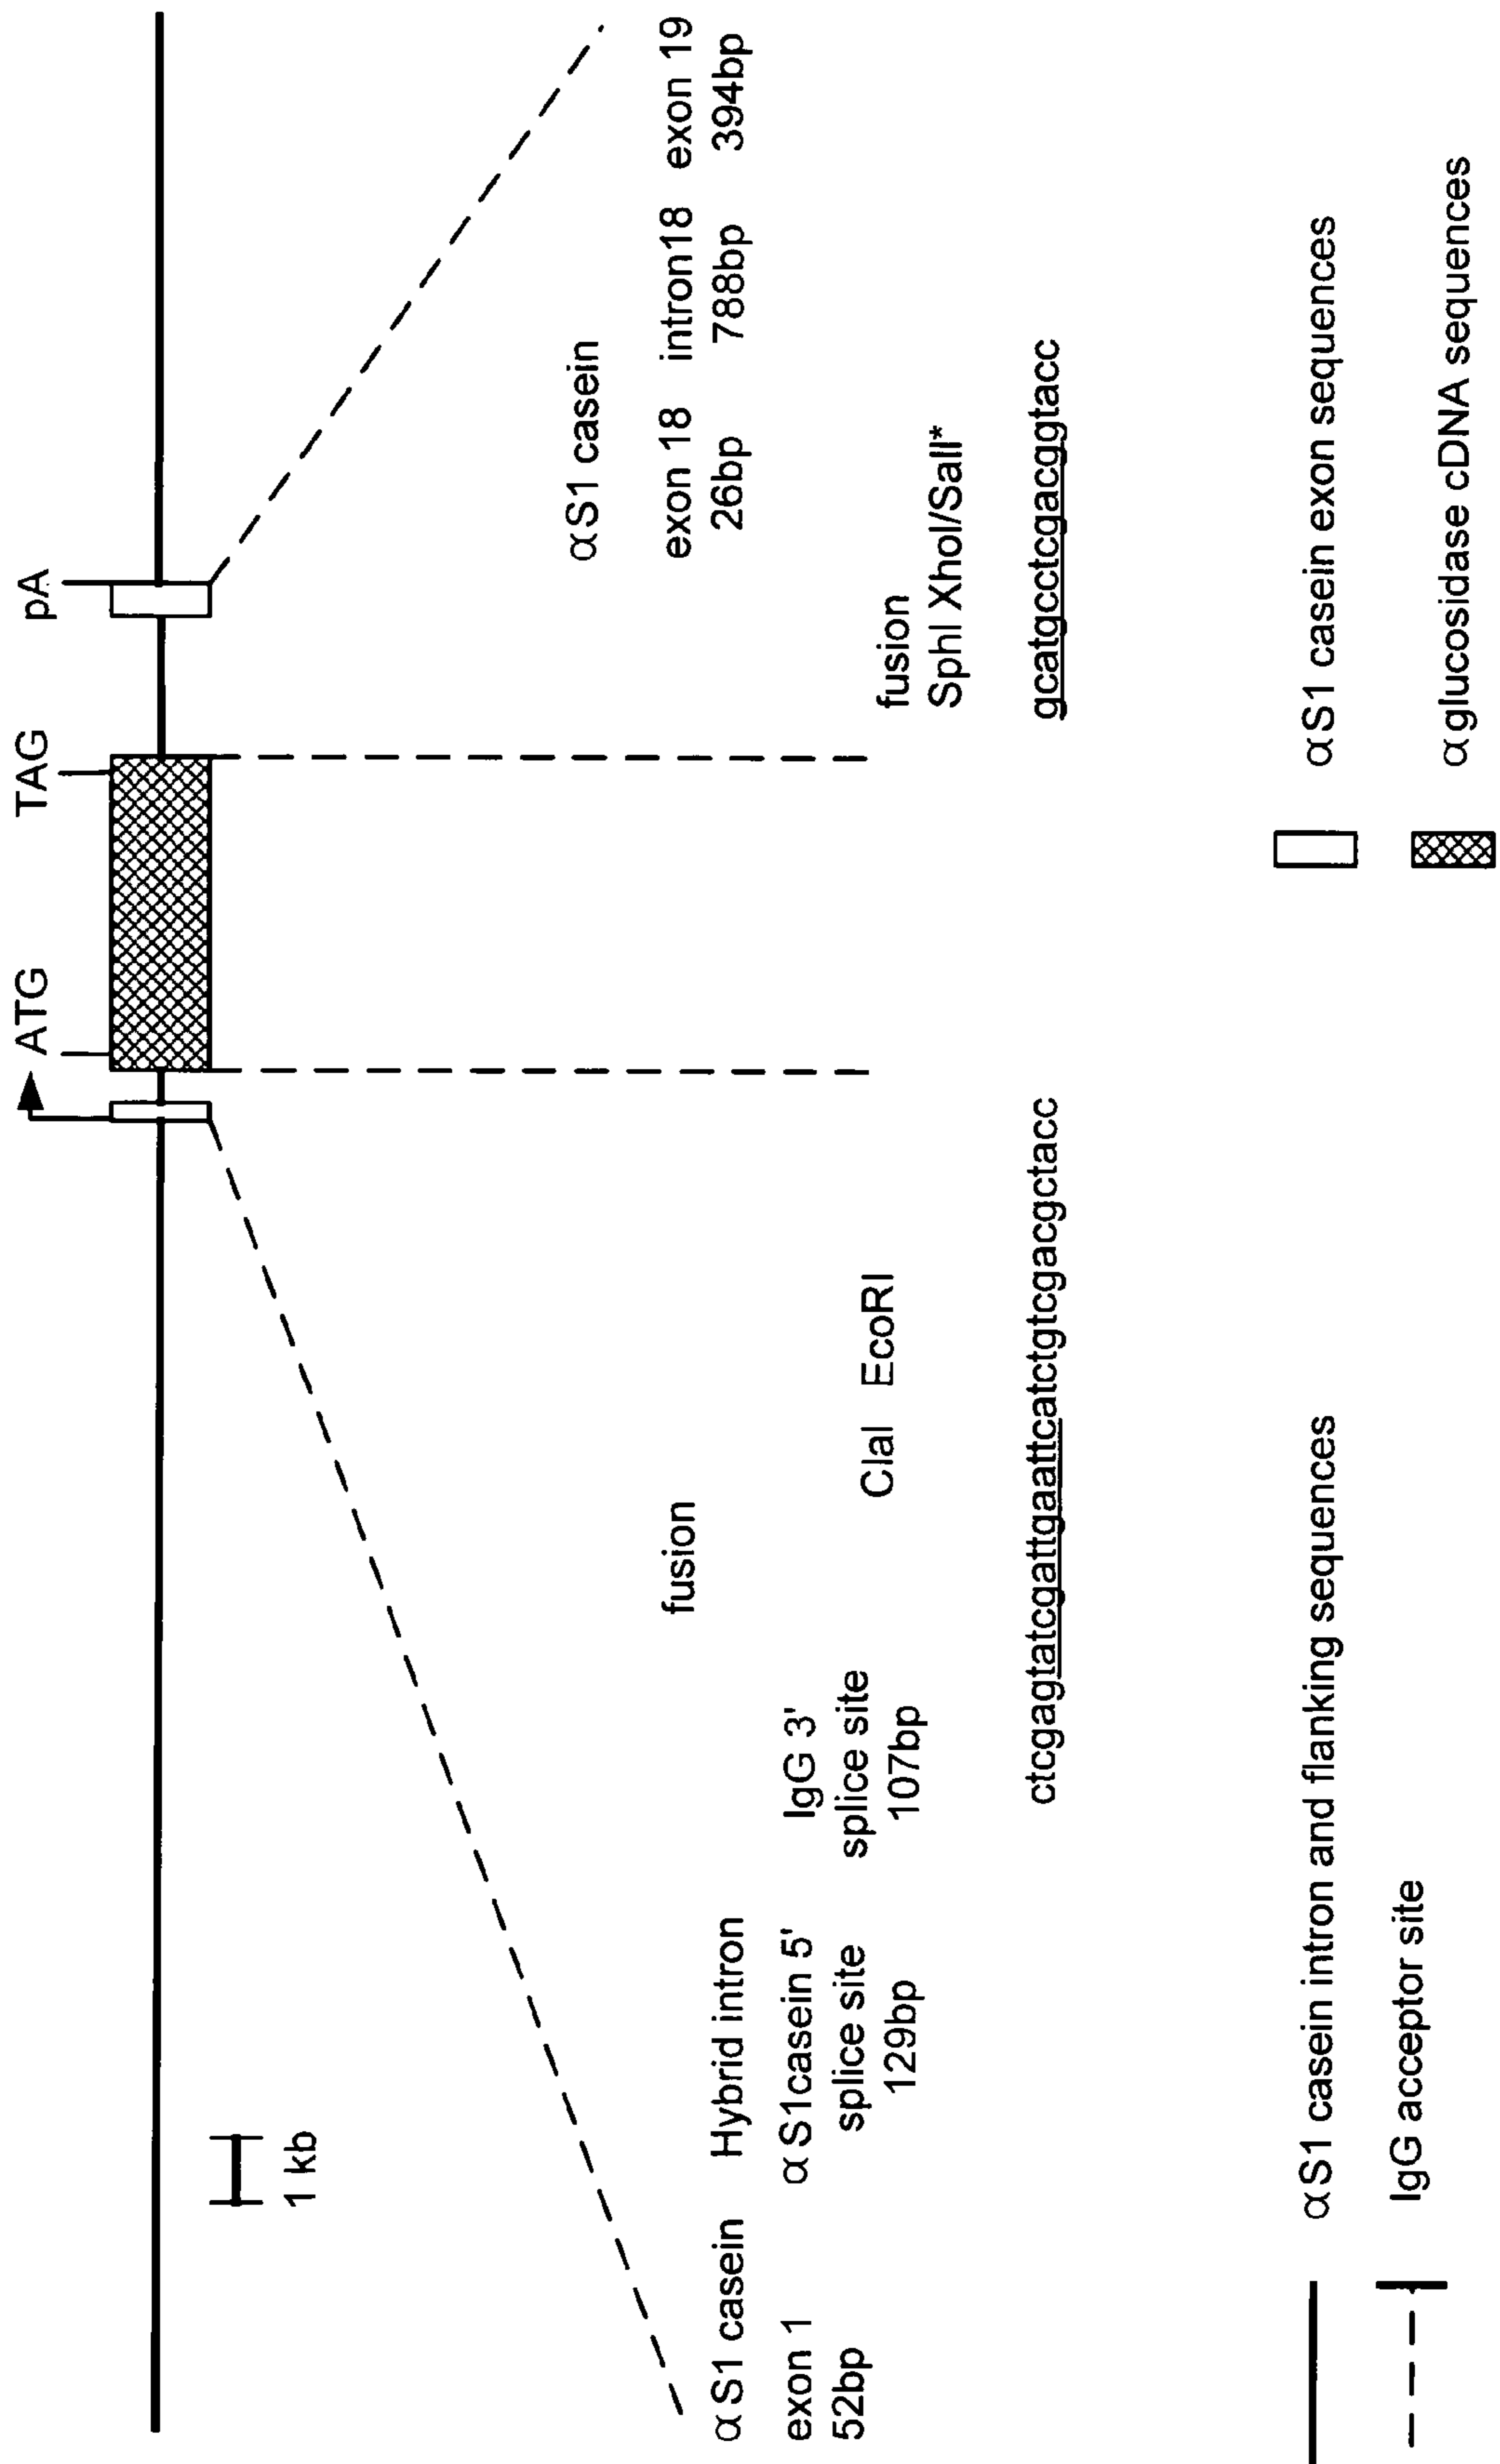 ATG
TAG
pA
1 kb
αS1 casein
exon 18 intron18 exon 19
26bp 788bp 394bp
αS1 casein Hybrid intron
exon 1
52bp
αS1casein 5'
splice site
129bp
IgG 3'
splice site
107bp
fusion
ClaI EcoRI
fusion
SphI XhoI/SalI*
ctcgagtatcgattgaattcatctgtcgacgctacc
gcatgcctcgacggtacc
αS1 casein intron and flanking sequences
IgG acceptor site
αS1 casein exon sequences
αglucosidase cDNA sequences